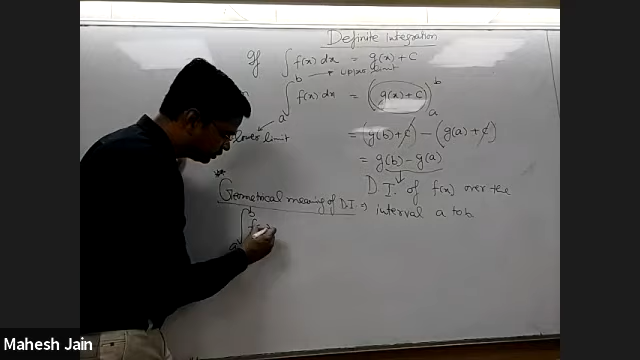 Definite Integration
If ∫ f(x) dx = g(x) + C
b → upper limit
∫ f(x) dx = (g(x) + C) b a
a
lower limit
= (g(b) + C) − (g(a) + C)
= g(b) − g(a)
D.I. of f(x) over the
interval a to b
** Geometrical meaning of D.I. ⇒
b
∫
a
Mahesh Jain